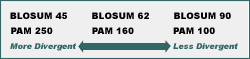 BLOSUM 45 BLOSUM 62 BLOSUM 90
PAM 250 PAM 160 PAM 100
More Divergent Less Divergent